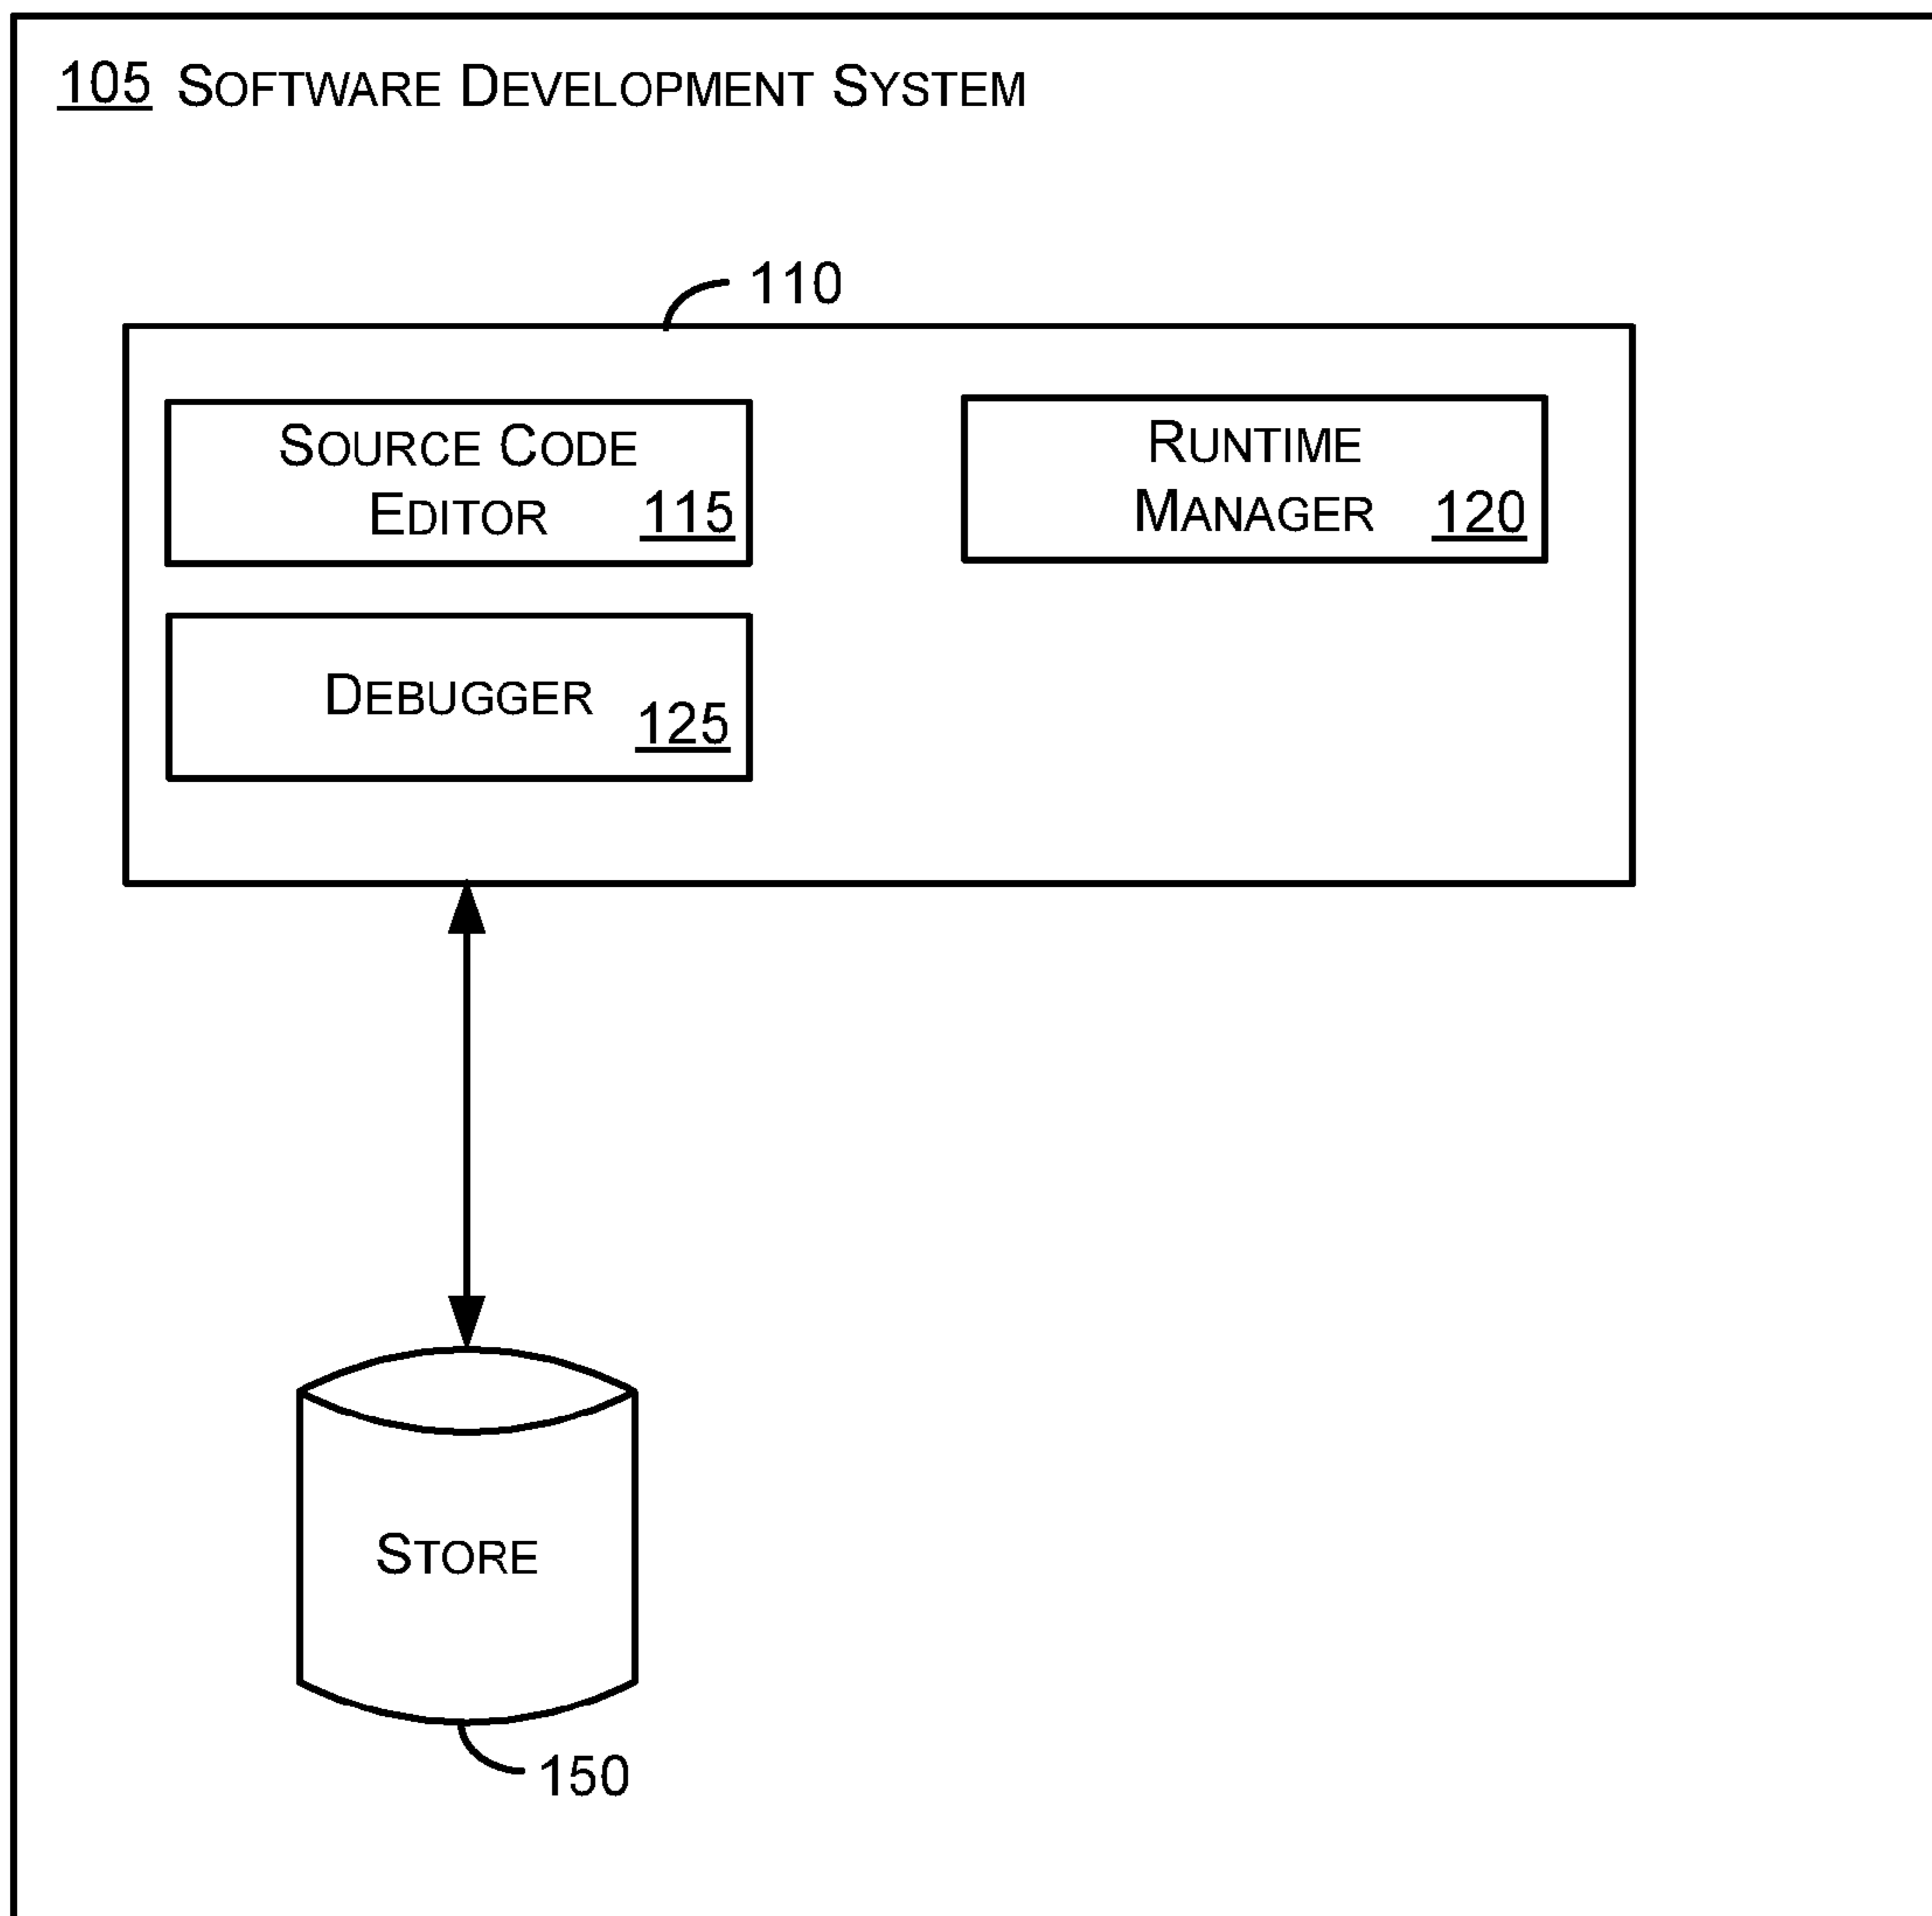 105 SOFTWARE DEVELOPMENT SYSTEM
110
SOURCE CODE
EDITOR 115
RUNTIME
MANAGER 120
DEBUGGER 125
STORE
150